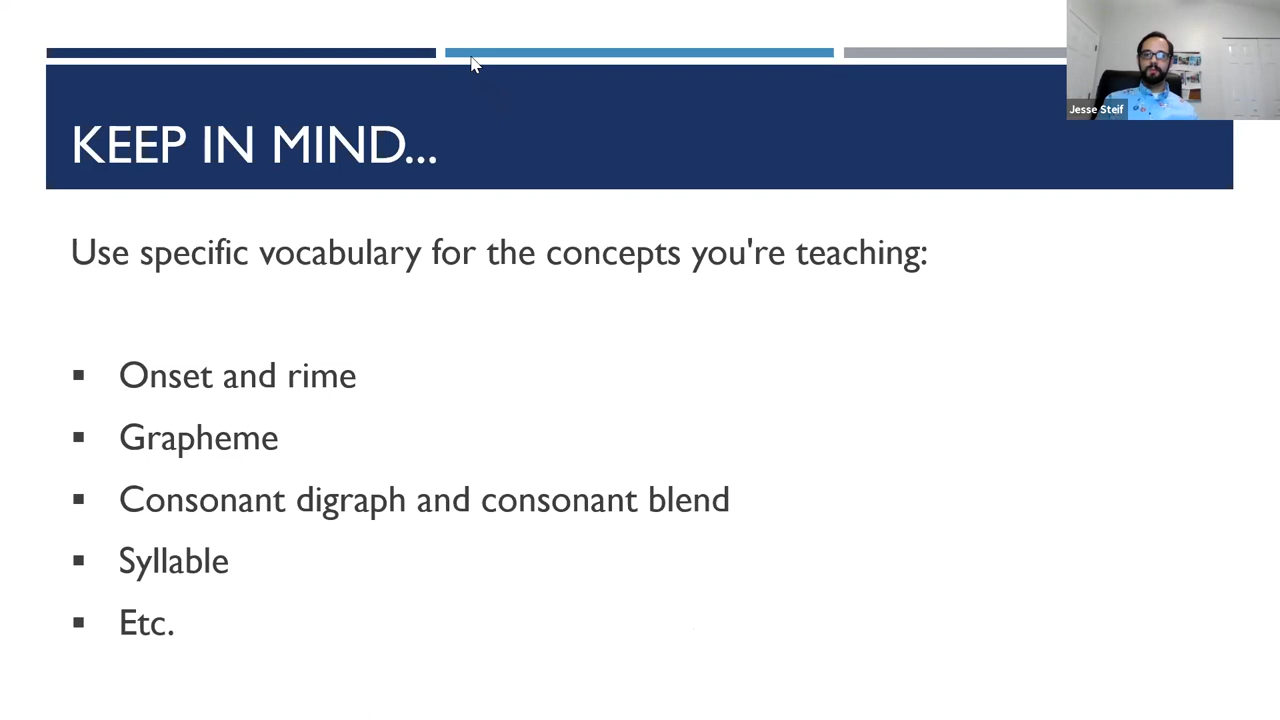 Jesse Steif
KEEP IN MIND...
Use specific vocabulary for the concepts you're teaching:
▪ Onset and rime
▪ Grapheme
▪ Consonant digraph and consonant blend
▪ Syllable
▪ Etc.